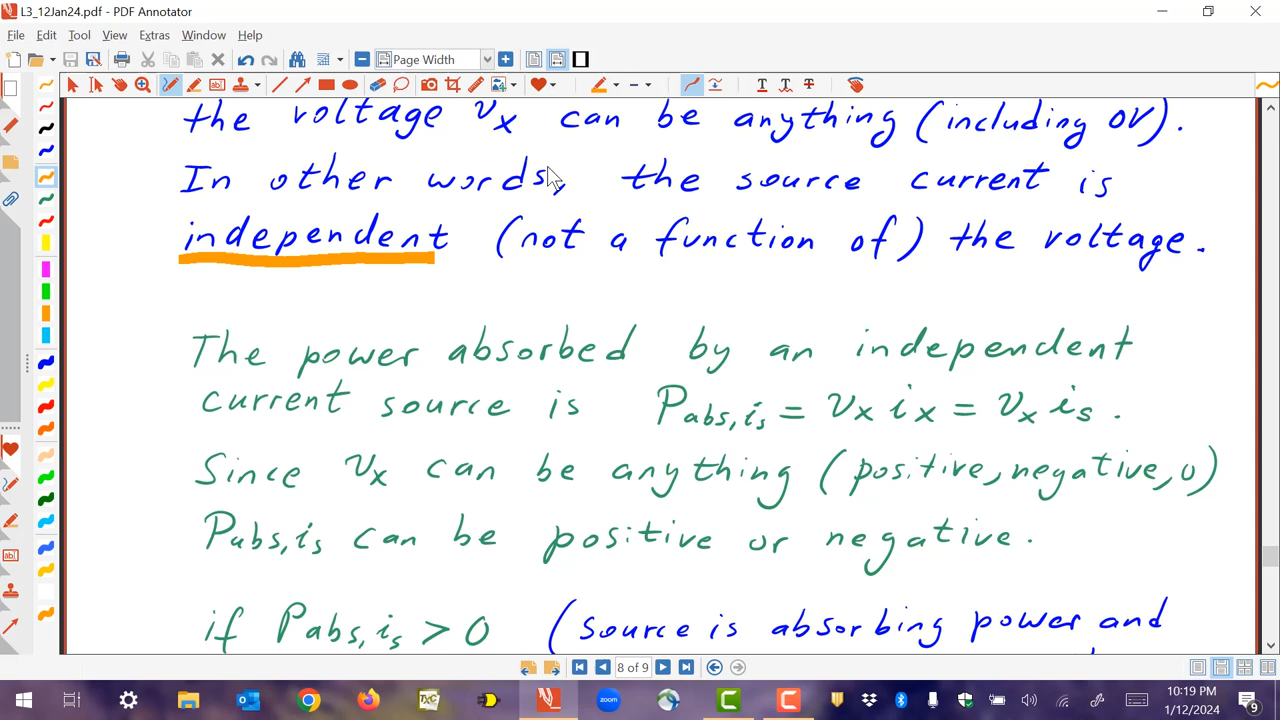 L3_12Jan24.pdf - PDF Annotator
File Edit Tool View Extras Window Help
Page Width
the voltage vx can be anything (including 0V).
In other words, the source current is
independent (not a function of) the voltage.
The power absorbed by an independent
current source is Pabs,is = vx ix = vx is .
Since vx can be anything (positive, negative, 0)
Pabs,is can be positive or negative.
if Pabs,is > 0 (source is absorbing power and
8 of 9
zoom
10:19 PM
1/12/2024
9